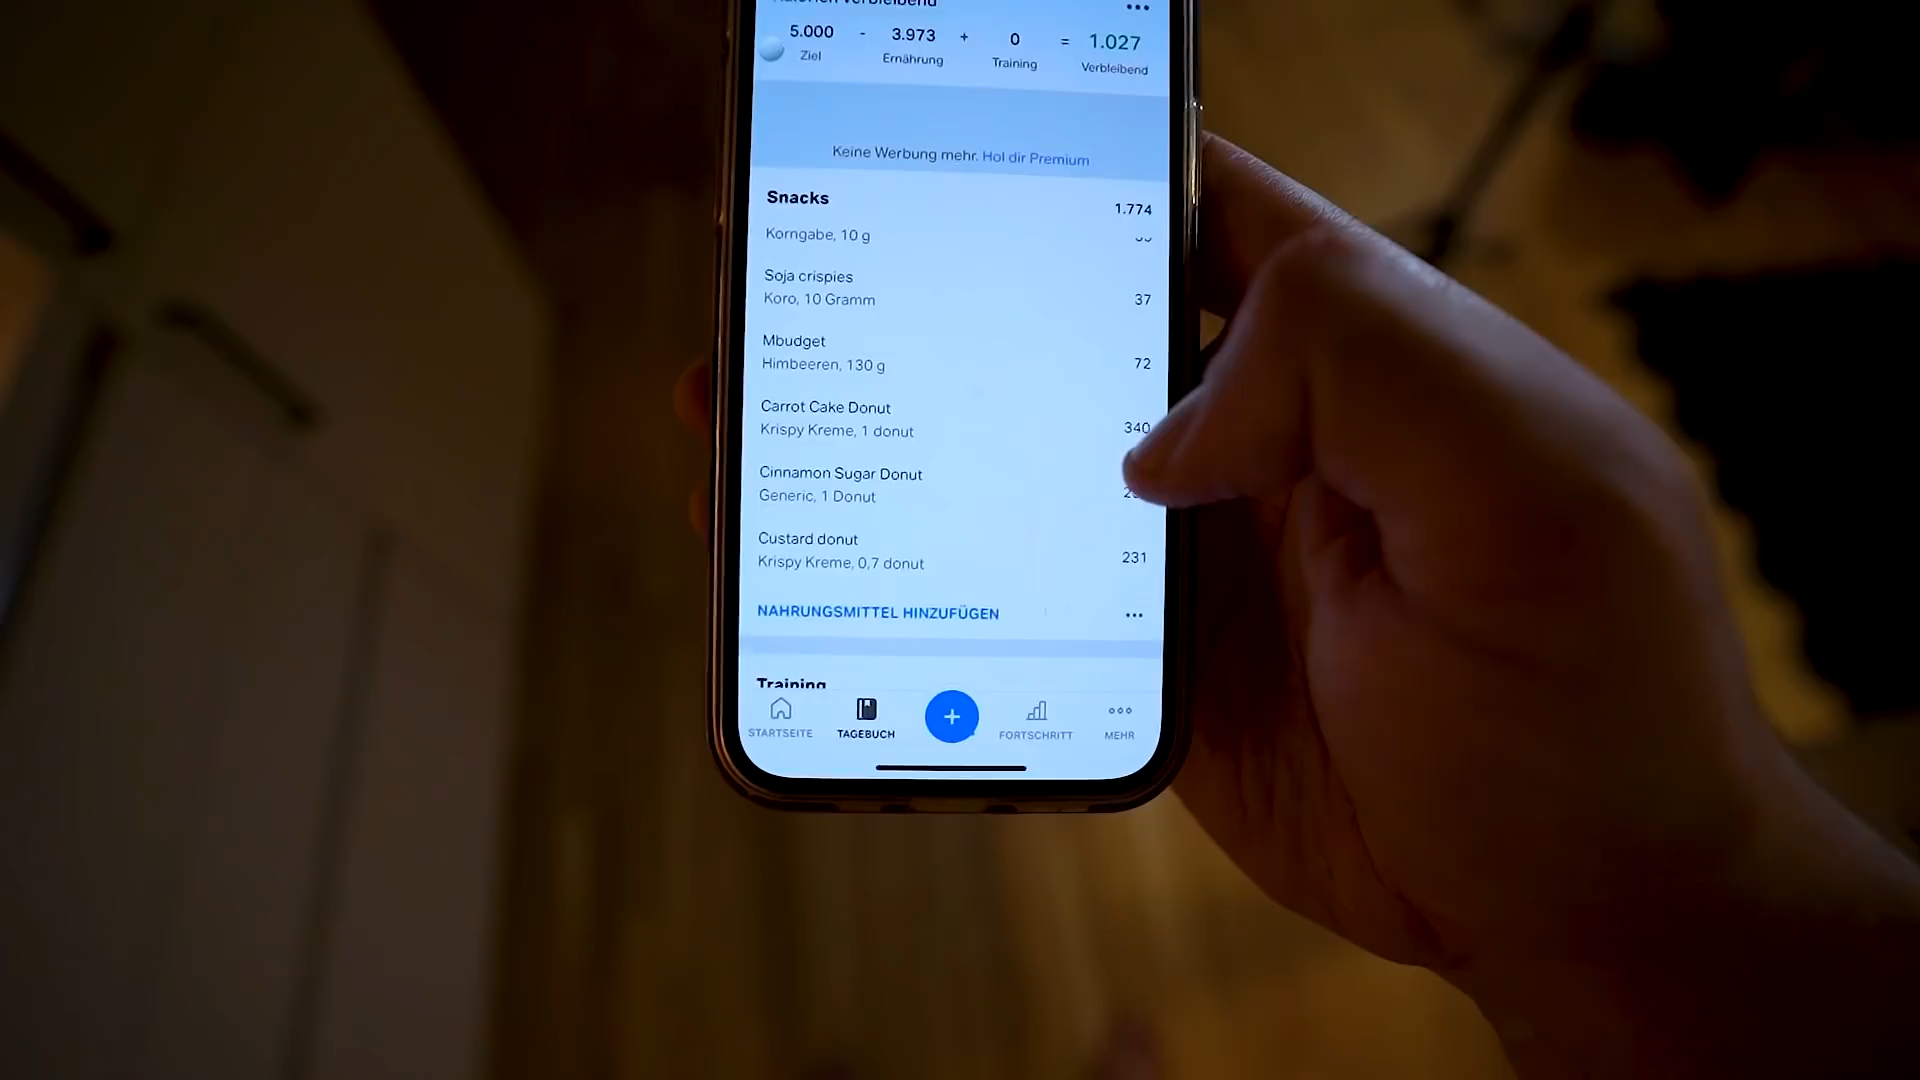 Kalorien verbleibend
5.000 - 3.973 + 0 = 1.027
Ziel Ernährung Training Verbleibend
Keine Werbung mehr. Hol dir Premium
Snacks 1.774
Korngabe, 10 g
Soja crispies
Koro, 10 Gramm 37
Mbudget
Himbeeren, 130 g 72
Carrot Cake Donut
Krispy Kreme, 1 donut 340
Cinnamon Sugar Donut
Generic, 1 Donut
Custard donut
Krispy Kreme, 0,7 donut 231
NAHRUNGSMITTEL HINZUFÜGEN
Training
STARTSEITE TAGEBUCH FORTSCHRITT MEHR